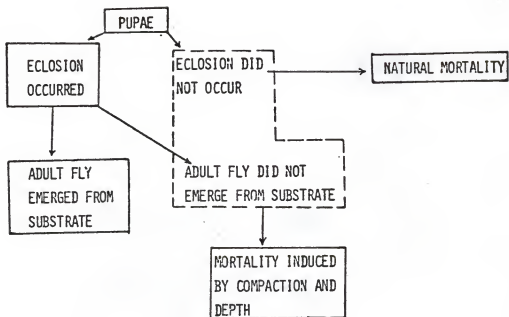 PUPAE
ECLOSION
OCCURRED
ECLOSION DID
NOT OCCUR
NATURAL MORTALITY
ADULT FLY
EMERGED FROM
SUBSTRATE
ADULT FLY DID NOT
EMERGE FROM SUBSTRATE
MORTALITY INDUCED
BY COMPACTION AND
DEPTH